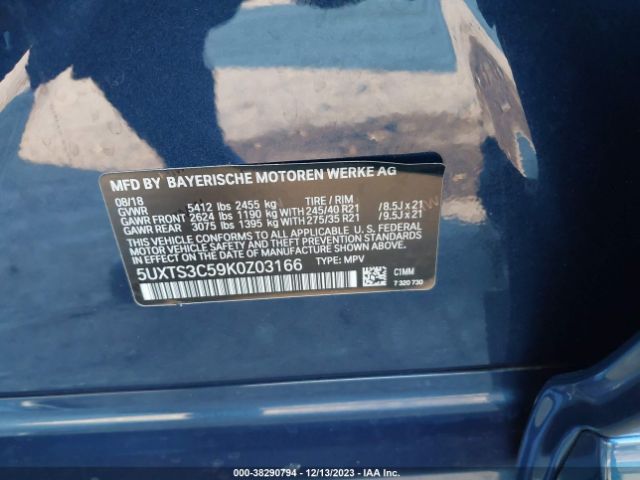 MFD BY BAYERISCHE MOTOREN WERKE AG
08/18
GVWR 5412 lbs 2455 kg TIRE / RIM
GAWR FRONT 2624 lbs 1190 kg WITH 245/40 R21 /8.5J x 21
GAWR REAR 3075 lbs 1395 kg WITH 275/35 R21 /9.5J x 21
THIS VEHICLE CONFORMS TO ALL APPLICABLE U. S. FEDERAL
MOTOR VEHICLE SAFETY, BUMPER, AND THEFT PREVENTION STANDARDS
IN EFFECT ON THE DATE OF MANUFACTURE SHOWN ABOVE.
5UXTS3C59K0Z03166 TYPE: MPV
C1MM
7 320 730
000-38290794 • 12/13/2023 - IAA Inc.